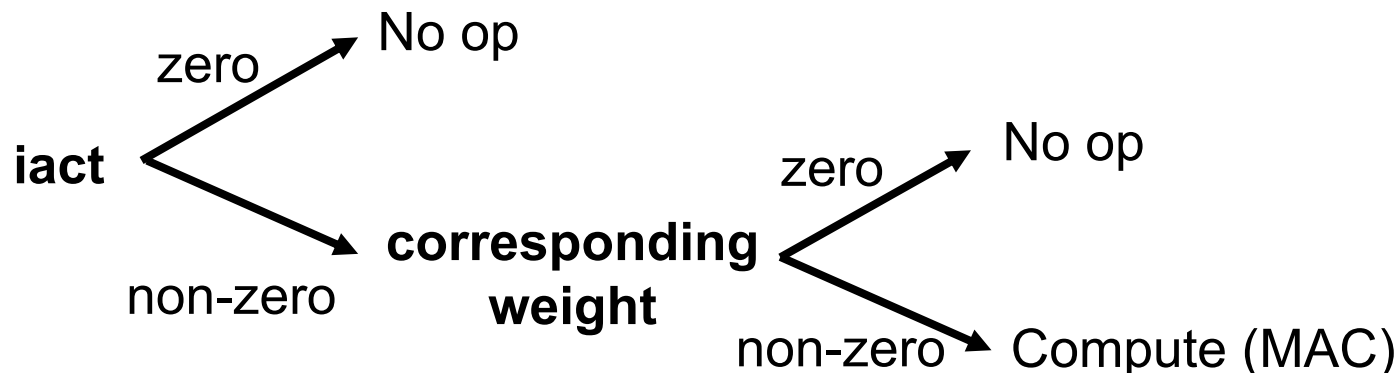 No op
zero
iact
non-zero
corresponding
weight
zero
No op
non-zero
Compute (MAC)